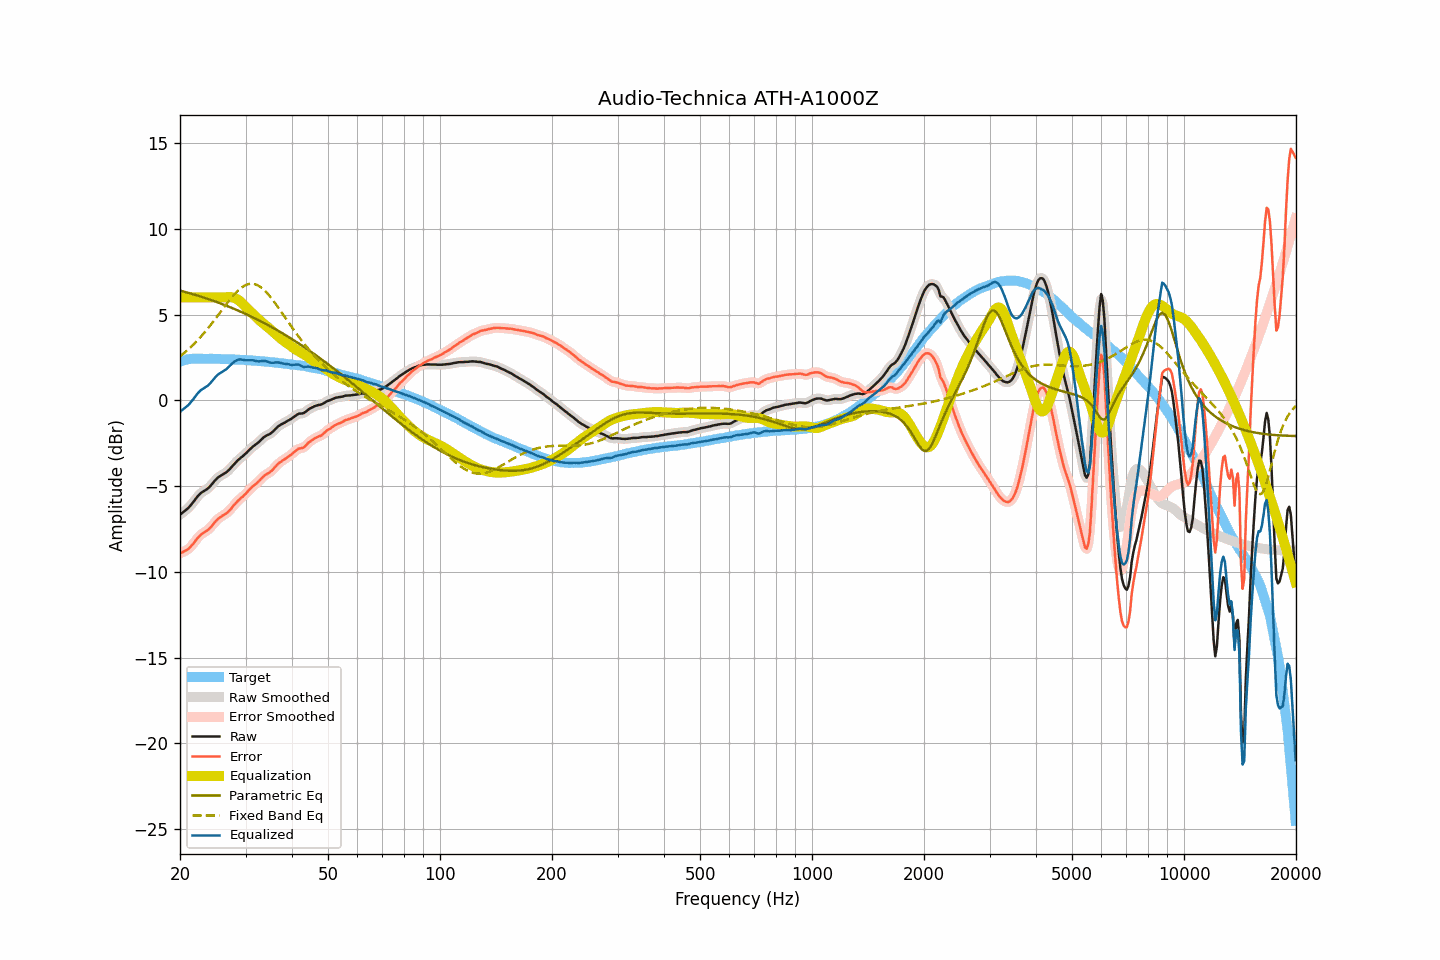 Audio-Technica ATH-A1000Z
Amplitude (dBr)
15
10
5
0
−5
−10
−15
−20
−25
Target
Raw Smoothed
Error Smoothed
Raw
Error
Equalization
Parametric Eq
Fixed Band Eq
Equalized
20 50 100 200 500 1000 2000 5000 10000 20000
Frequency (Hz)